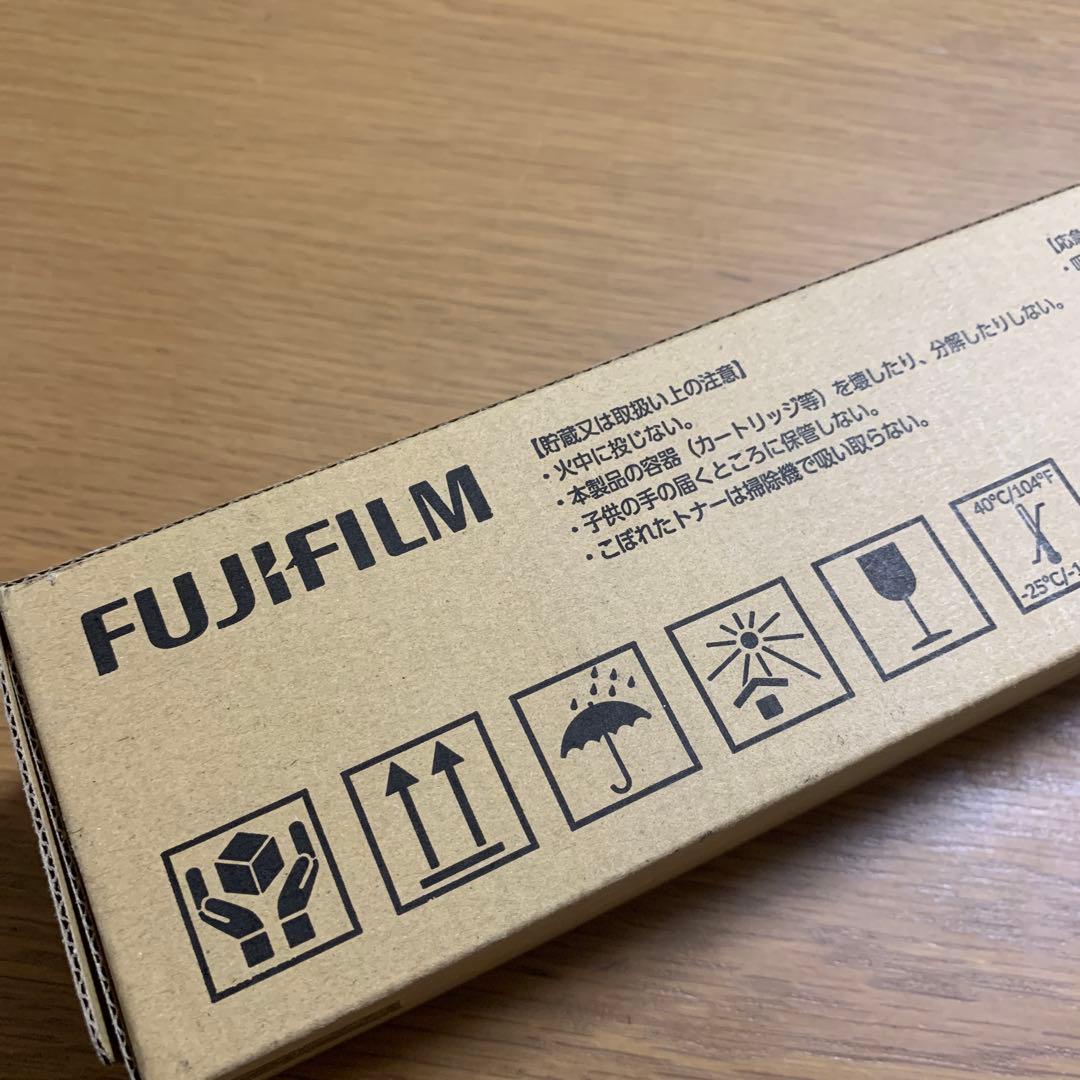 FUJIFILM
【貯蔵又は取扱い上の注意】
・火中に投じない。
・本製品の容器（カートリッジ等）を壊したり、分解したりしない。
・子供の手の届くところに保管しない。
・こぼれたトナーは掃除機で吸い取らない。
【応急
40℃/104℉
-25℃/-1